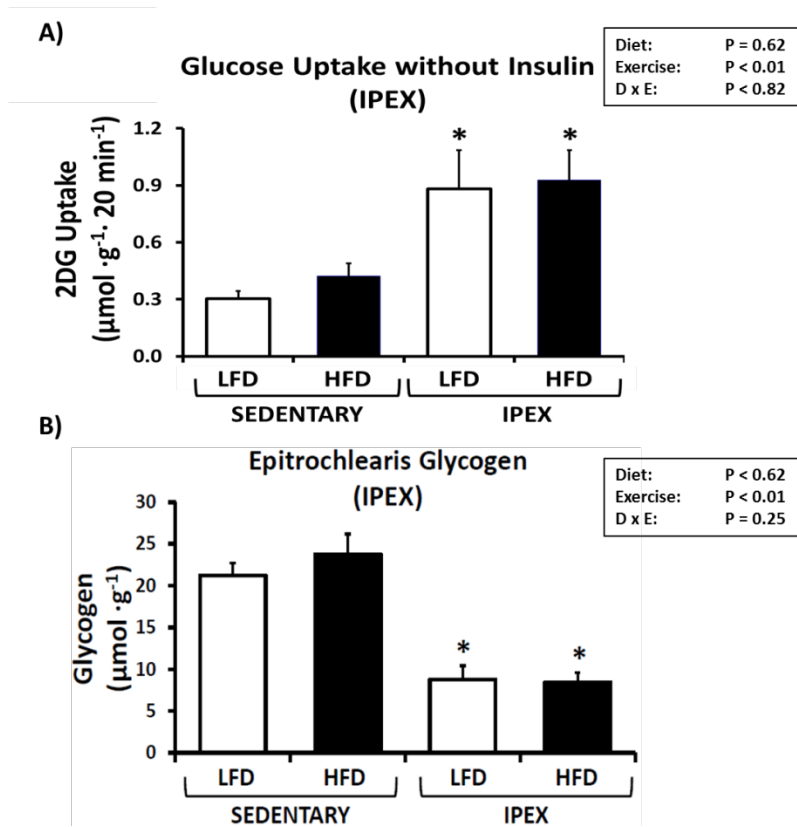 A)
Diet: P = 0.62
Exercise: P < 0.01
D x E: P < 0.82
Glucose Uptake without Insulin
(IPEX)
2DG Uptake
(µmol ·g⁻¹· 20 min⁻¹)
1.2
0.9
0.6
0.3
0.0
* *
LFD HFD LFD HFD
SEDENTARY IPEX
B)
Diet: P < 0.62
Exercise: P < 0.01
D x E: P = 0.25
Epitrochlearis Glycogen
(IPEX)
Glycogen
(µmol ·g⁻¹)
30
25
20
15
10
5
0
* *
LFD HFD LFD HFD
SEDENTARY IPEX